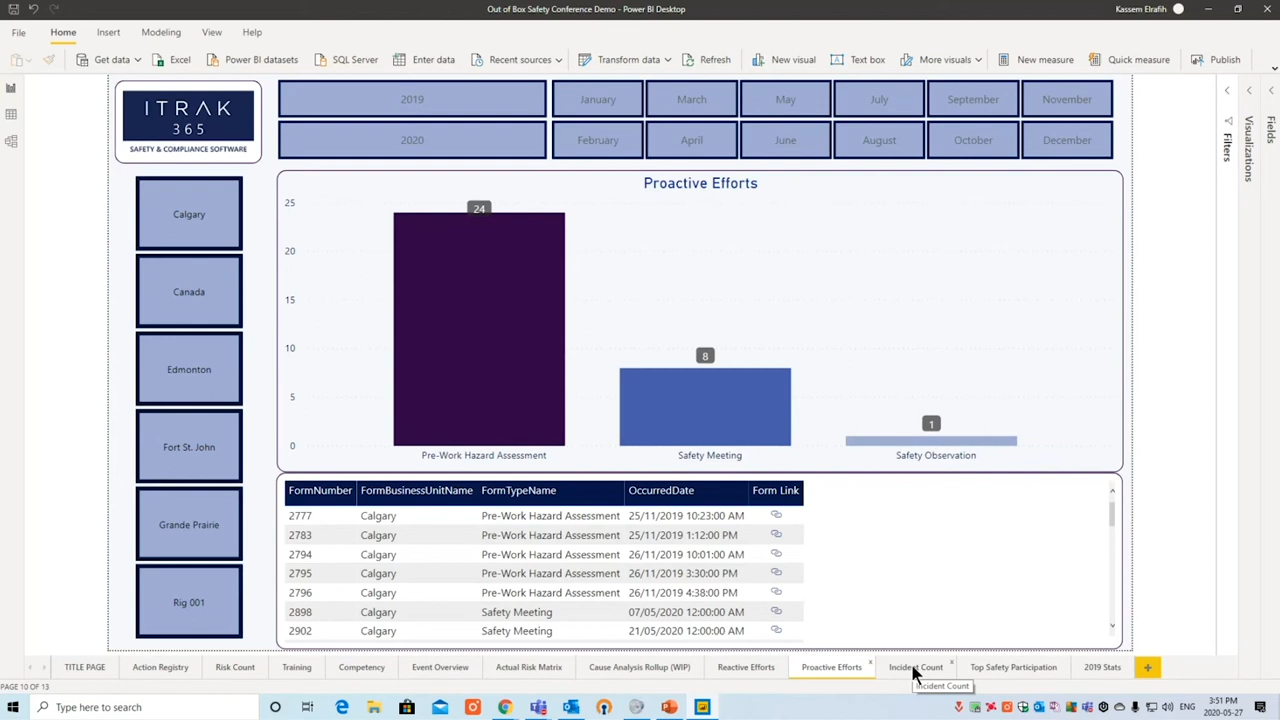 Out of Box Safety Conference Demo - Power BI Desktop
Kassem Elrafih
File Home Insert Modeling View Help
Get data Excel Power BI datasets SQL Server Enter data Recent sources Transform data Refresh New visual Text box More visuals New measure Quick measure Publish
ITRAK
365
SAFETY & COMPLIANCE SOFTWARE
2019 January March May July September November
2020 February April June August October December
Calgary
Canada
Edmonton
Fort St. John
Grande Prairie
Rig 001
Proactive Efforts
25
20
15
10
5
0
24
8
1
Pre-Work Hazard Assessment Safety Meeting Safety Observation
FormNumber FormBusinessUnitName FormTypeName OccurredDate Form Link
2777 Calgary Pre-Work Hazard Assessment 25/11/2019 10:23:00 AM
2783 Calgary Pre-Work Hazard Assessment 25/11/2019 1:12:00 PM
2794 Calgary Pre-Work Hazard Assessment 26/11/2019 10:01:00 AM
2795 Calgary Pre-Work Hazard Assessment 26/11/2019 3:30:00 PM
2796 Calgary Pre-Work Hazard Assessment 26/11/2019 4:38:00 PM
2898 Calgary Safety Meeting 07/05/2020 12:00:00 AM
2902 Calgary Safety Meeting 21/05/2020 12:00:00 AM
Filters
Visualizations
Fields
TITLE PAGE Action Registry Risk Count Training Competency Event Overview Actual Risk Matrix Cause Analysis Rollup (WIP) Reactive Efforts Proactive Efforts Incident Count Top Safety Participation 2019 Stats
Incident Count
PAGE 10 OF 13
Type here to search
ENG
3:51 PM
2020-05-27